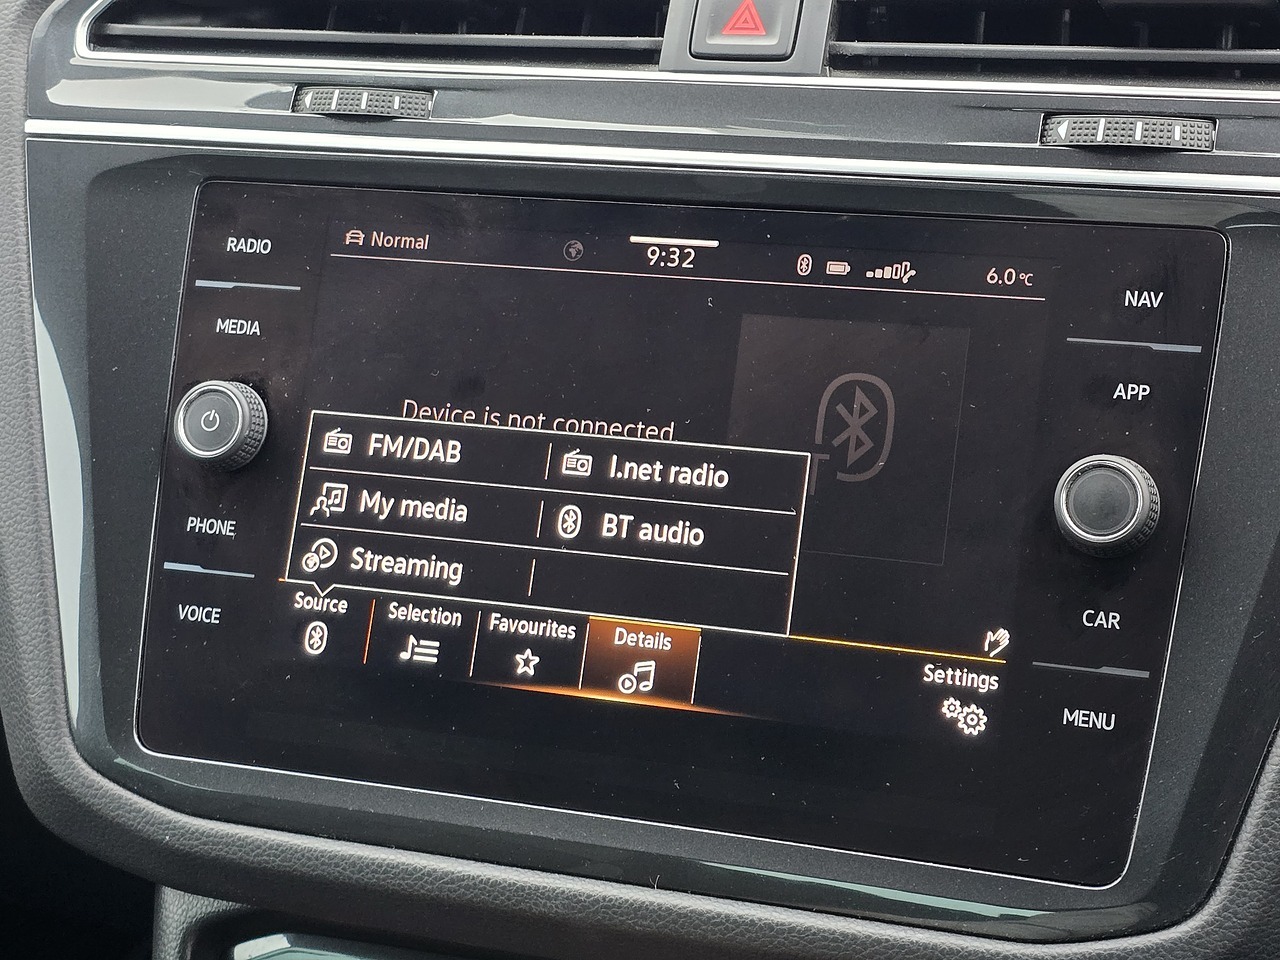 RADIO
MEDIA
PHONE
VOICE
Normal
9:32
6.0°C
Device is not connected.
FM/DAB
I.net radio
My media
BT audio
Streaming
Source
Selection
Favourites
Details
Settings
NAV
APP
CAR
MENU